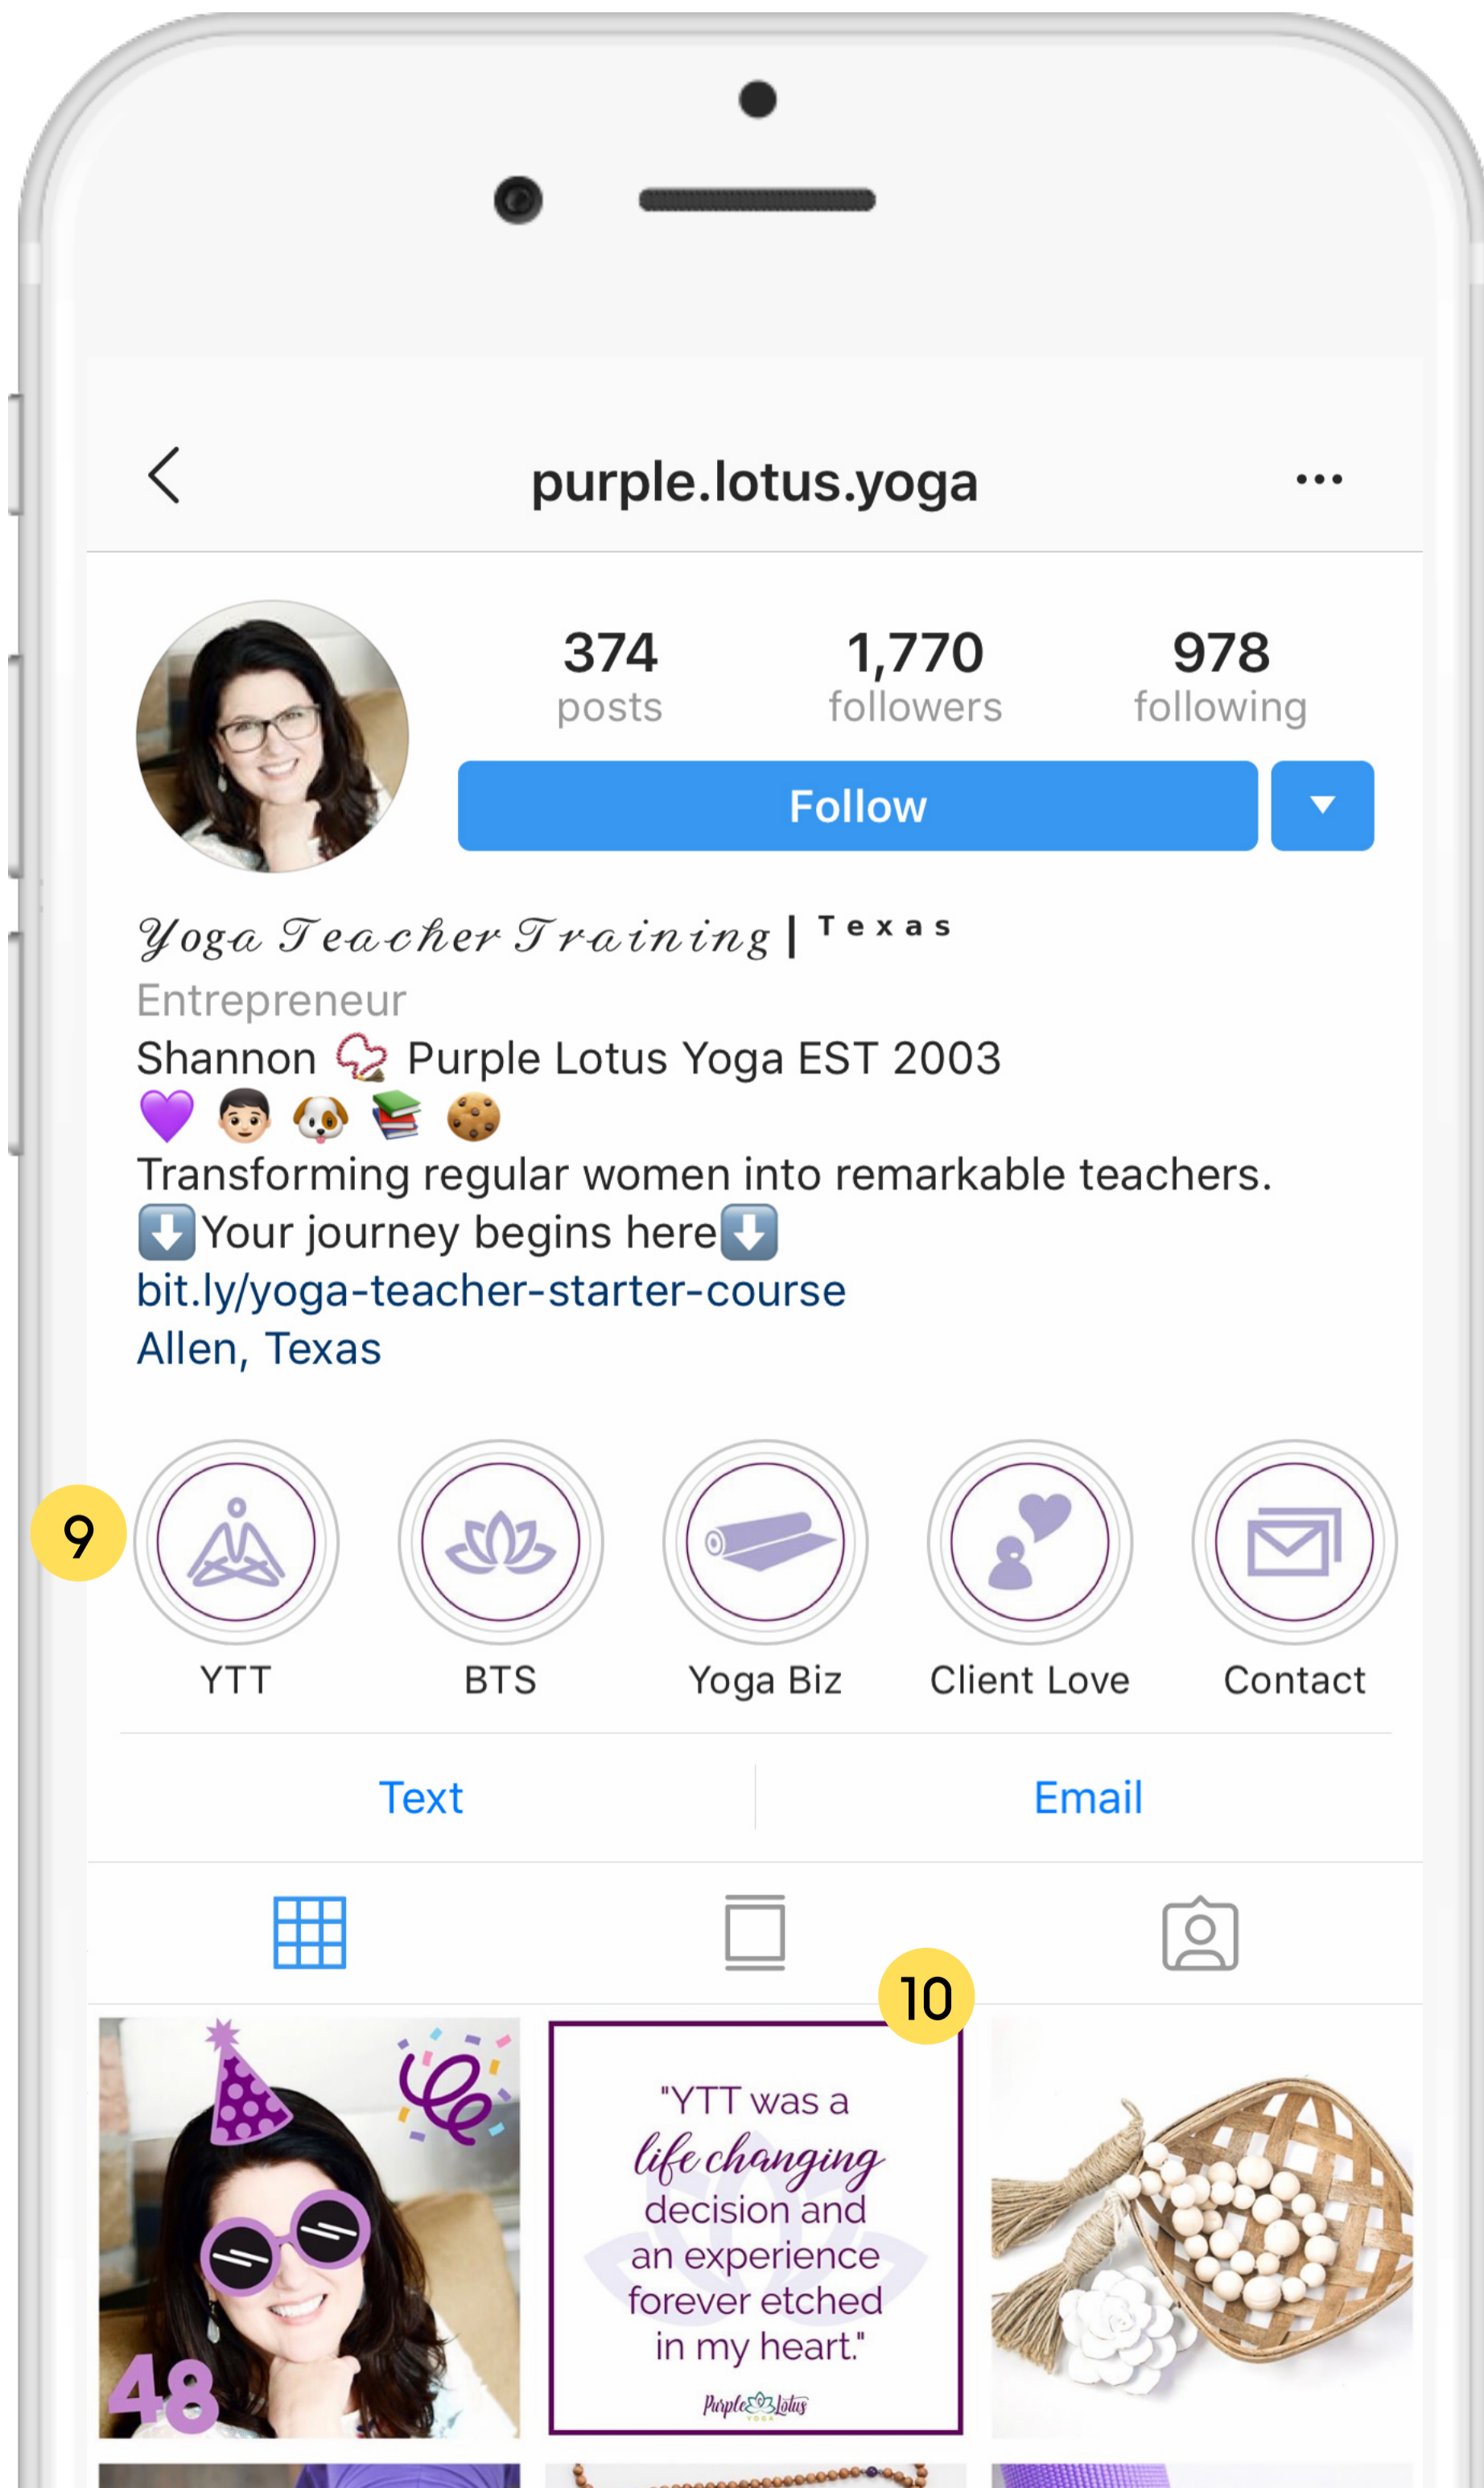 purple.lotus.yoga
374 1,770 978
posts followers following
Follow
Yoga Teacher Training | Texas
Entrepreneur
Shannon 📿 Purple Lotus Yoga EST 2003
💜 👦🏻 🐶 📚 🍪
Transforming regular women into remarkable teachers.
⬇️Your journey begins here⬇️
bit.ly/yoga-teacher-starter-course
Allen, Texas
9
YTT BTS Yoga Biz Client Love Contact
Text Email
10
48
"YTT was a
life changing
decision and
an experience
forever etched
in my heart."
Purple Lotus
YOGA